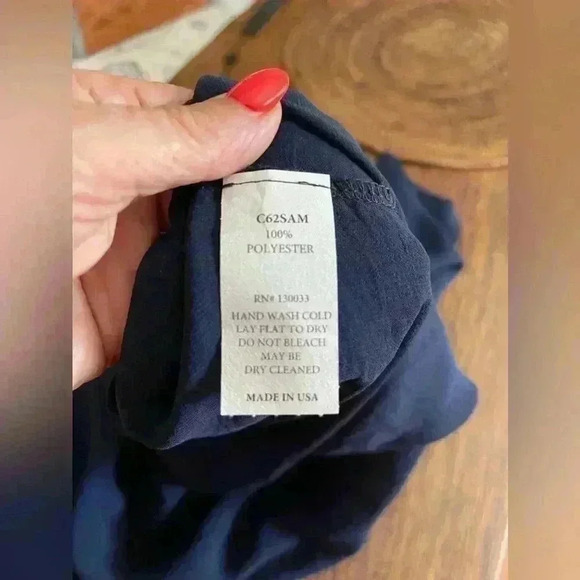 C62SAM
100%
POLYESTER
RN# 130033
HAND WASH COLD
LAY FLAT TO DRY
DO NOT BLEACH
MAY BE
DRY CLEANED
MADE IN USA